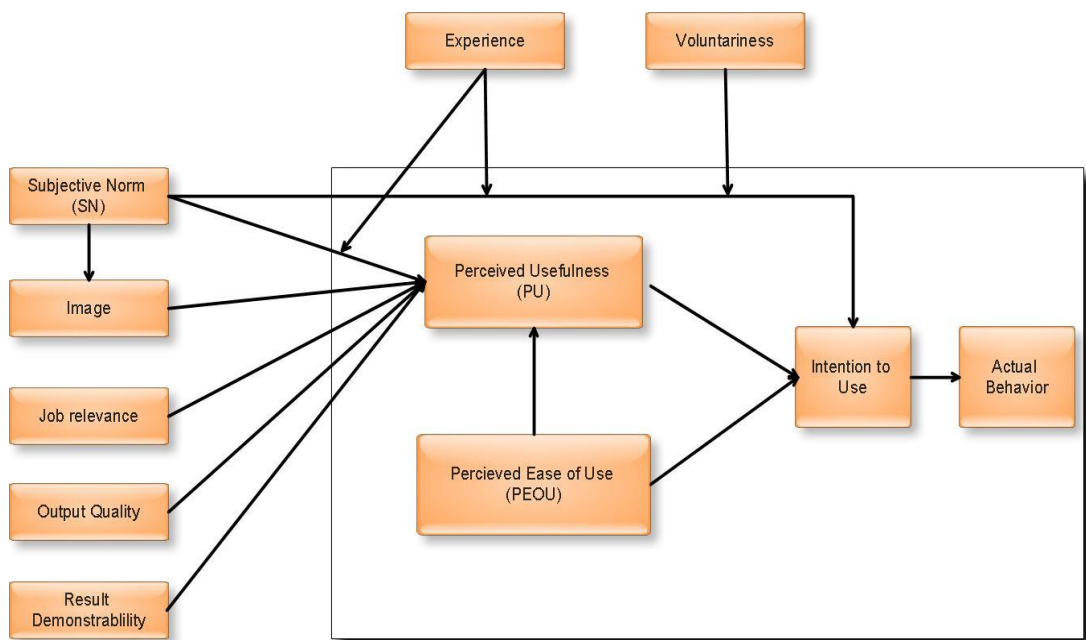 Experience
Voluntariness
Subjective Norm
(SN)
Perceived Usefulness
(PU)
Image
Intention to
Use
Actual
Behavior
Job relevance
Percieved Ease of Use
(PEOU)
Output Quality
Result
Demonstrablility